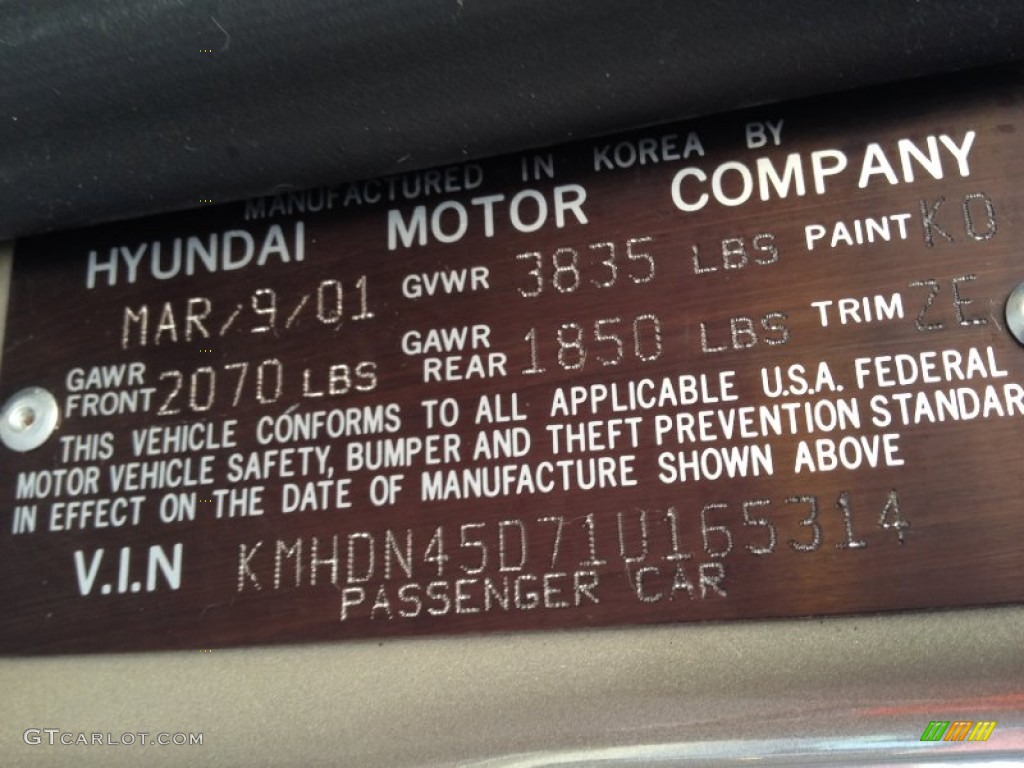 MANUFACTURED IN KOREA BY
HYUNDAI MOTOR COMPANY
MAR/9/01 GVWR 3835 LBS PAINT KO
GAWR FRONT 2070 LBS GAWR REAR 1850 LBS TRIM ZE
THIS VEHICLE CONFORMS TO ALL APPLICABLE U.S.A. FEDERAL
MOTOR VEHICLE SAFETY, BUMPER AND THEFT PREVENTION STANDAR
IN EFFECT ON THE DATE OF MANUFACTURE SHOWN ABOVE
V.I.N KMHDN45D71U165314
PASSENGER CAR
GTCARLOT.COM